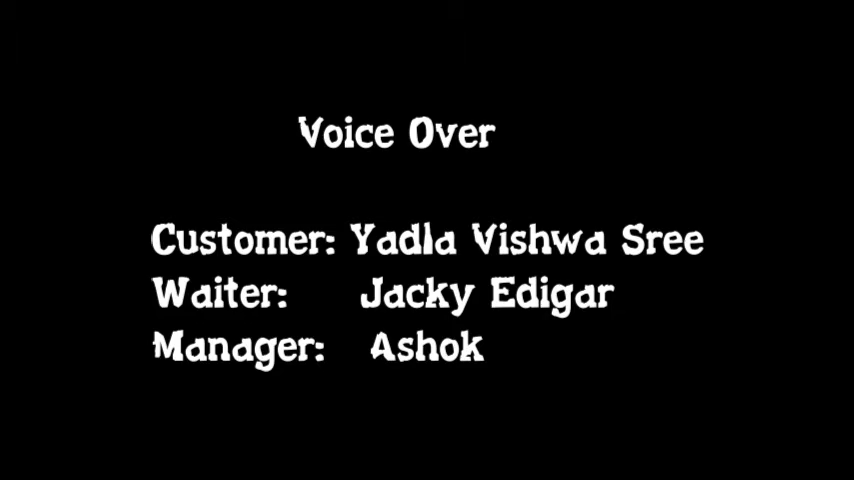 Voice Over
Customer: Yadla Vishwa Sree
Waiter: Jacky Edigar
Manager: Ashok